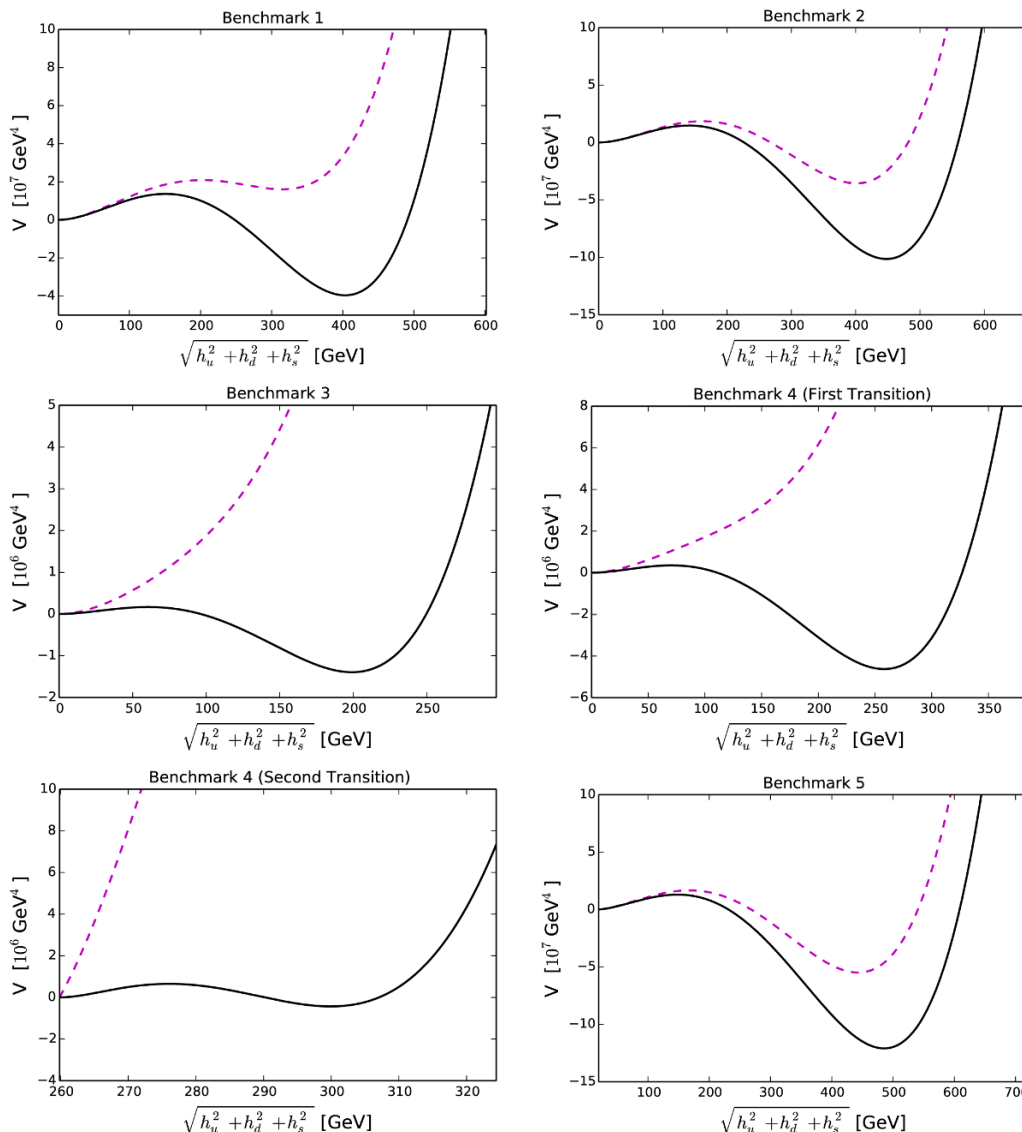 Benchmark 1
V [10^7 GeV^4 ]
10
8
6
4
2
0
−2
−4
0 100 200 300 400 500 600
√(h_u^2 + h_d^2 + h_s^2) [GeV]
Benchmark 2
V [10^7 GeV^4 ]
10
5
0
−5
−10
−15
0 100 200 300 400 500 600
√(h_u^2 + h_d^2 + h_s^2) [GeV]
Benchmark 3
V [10^6 GeV^4 ]
5
4
3
2
1
0
−1
−2
0 50 100 150 200 250
√(h_u^2 + h_d^2 + h_s^2) [GeV]
Benchmark 4 (First Transition)
V [10^6 GeV^4 ]
8
6
4
2
0
−2
−4
−6
0 50 100 150 200 250 300 350
√(h_u^2 + h_d^2 + h_s^2) [GeV]
Benchmark 4 (Second Transition)
V [10^6 GeV^4 ]
10
8
6
4
2
0
−2
−4
260 270 280 290 300 310 320
√(h_u^2 + h_d^2 + h_s^2) [GeV]
Benchmark 5
V [10^7 GeV^4 ]
10
5
0
−5
−10
−15
100 200 300 400 500 600 700
√(h_u^2 + h_d^2 + h_s^2) [GeV]